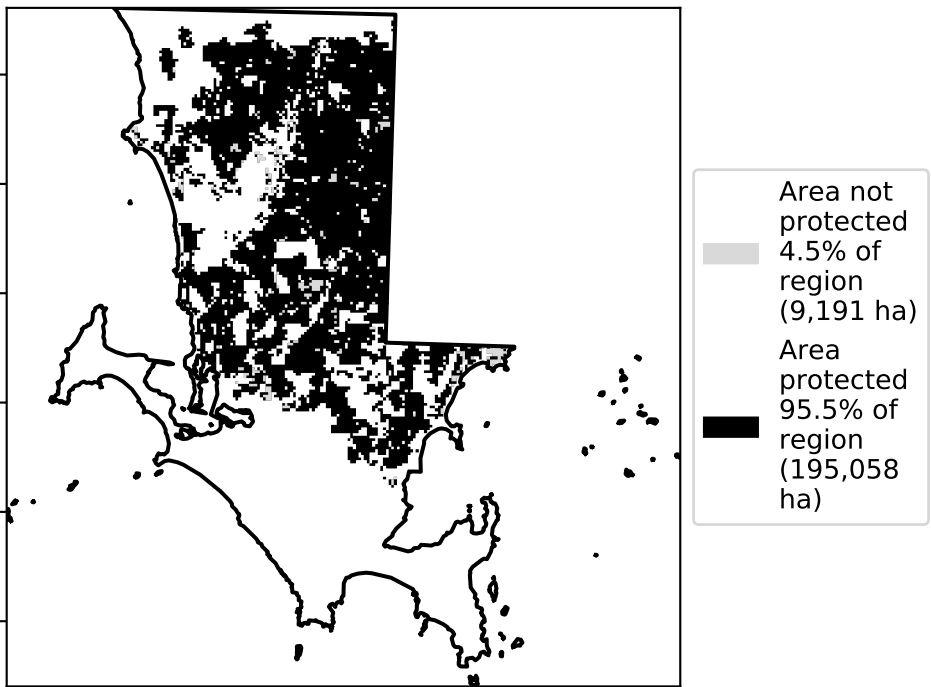 Area not
protected
4.5% of
region
(9,191 ha)
Area
protected
95.5% of
region
(195,058
ha)